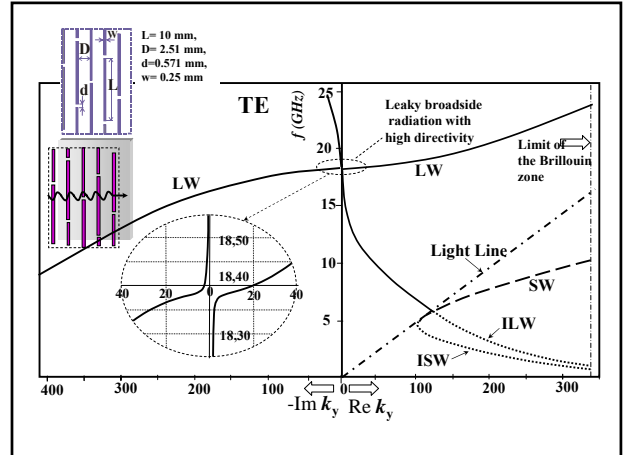 L= 10 mm,
D= 2.51 mm,
d=0.571 mm,
w= 0.25 mm
w
D
L
d
TE
f (GHz)
25
20
15
10
5
Leaky broadside
radiation with
high directivity
Limit of
the Brillouin
zone
LW
LW
Light Line
SW
ILW
ISW
18,50
18,40
18,30
40 20 0 20 40
400 300 200 100 0 100 200 300
-Im ky Re ky